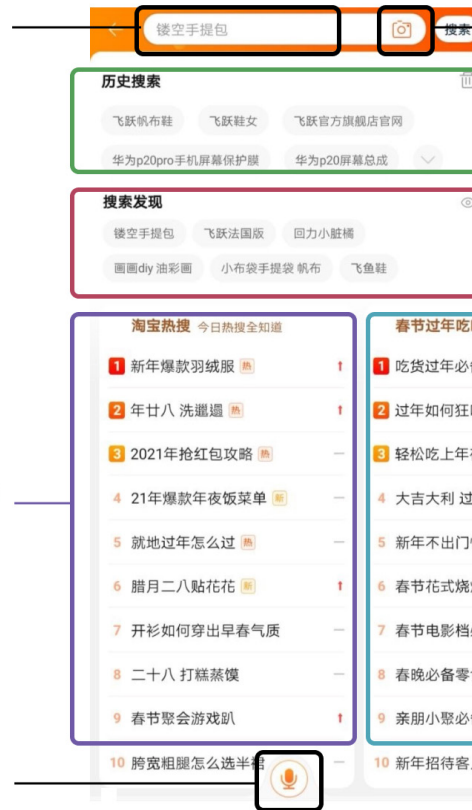 镂空手提包
搜索
历史搜索
飞跃帆布鞋 飞跃鞋女 飞跃官方旗舰店官网
华为p20pro手机屏幕保护膜 华为p20屏幕总成
搜索发现
镂空手提包 飞跃法国版 回力小脏橘
画画diy 油彩画 小布袋手提袋 帆布 飞鱼鞋
淘宝热搜 今日热搜全知道 春节过年吃
1 新年爆款羽绒服 热 1 吃货过年必
2 年廿八 洗邋遢 热 2 过年如何狂
3 2021年抢红包攻略 热 3 轻松吃上年
4 21年爆款年夜饭菜单 新 4 大吉大利 过
5 就地过年怎么过 热 5 新年不出门
6 腊月二八贴花花 新 6 春节花式烧
7 开衫如何穿出早春气质 7 春节电影档
8 二十八 打糕蒸馍 8 春晚必备零
9 春节聚会游戏趴 9 亲朋小聚必
10 胯宽粗腿怎么选半裙 10 新年招待客